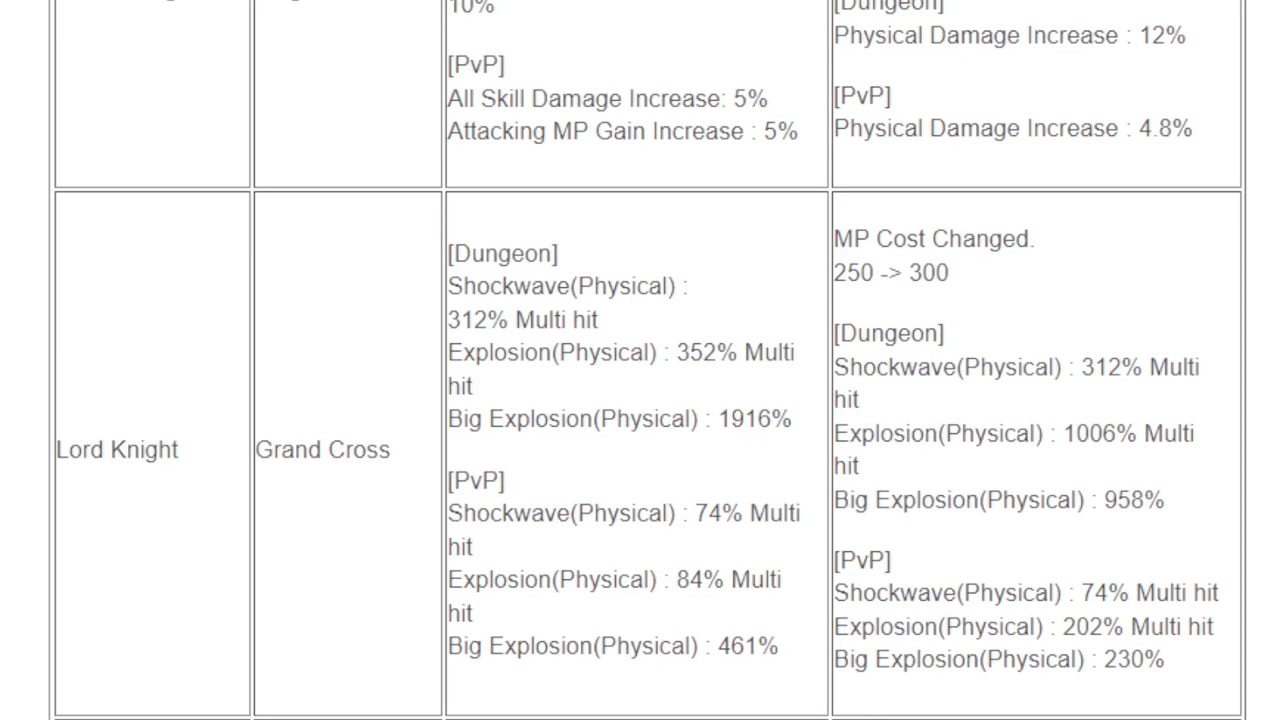 10%
[PvP]
All Skill Damage Increase: 5%
Attacking MP Gain Increase : 5%
[Dungeon]
Physical Damage Increase : 12%
[PvP]
Physical Damage Increase : 4.8%
Lord Knight
Grand Cross
[Dungeon]
Shockwave(Physical) :
312% Multi hit
Explosion(Physical) : 352% Multi
hit
Big Explosion(Physical) : 1916%
[PvP]
Shockwave(Physical) : 74% Multi
hit
Explosion(Physical) : 84% Multi
hit
Big Explosion(Physical) : 461%
MP Cost Changed.
250 -> 300
[Dungeon]
Shockwave(Physical) : 312% Multi
hit
Explosion(Physical) : 1006% Multi
hit
Big Explosion(Physical) : 958%
[PvP]
Shockwave(Physical) : 74% Multi hit
Explosion(Physical) : 202% Multi hit
Big Explosion(Physical) : 230%